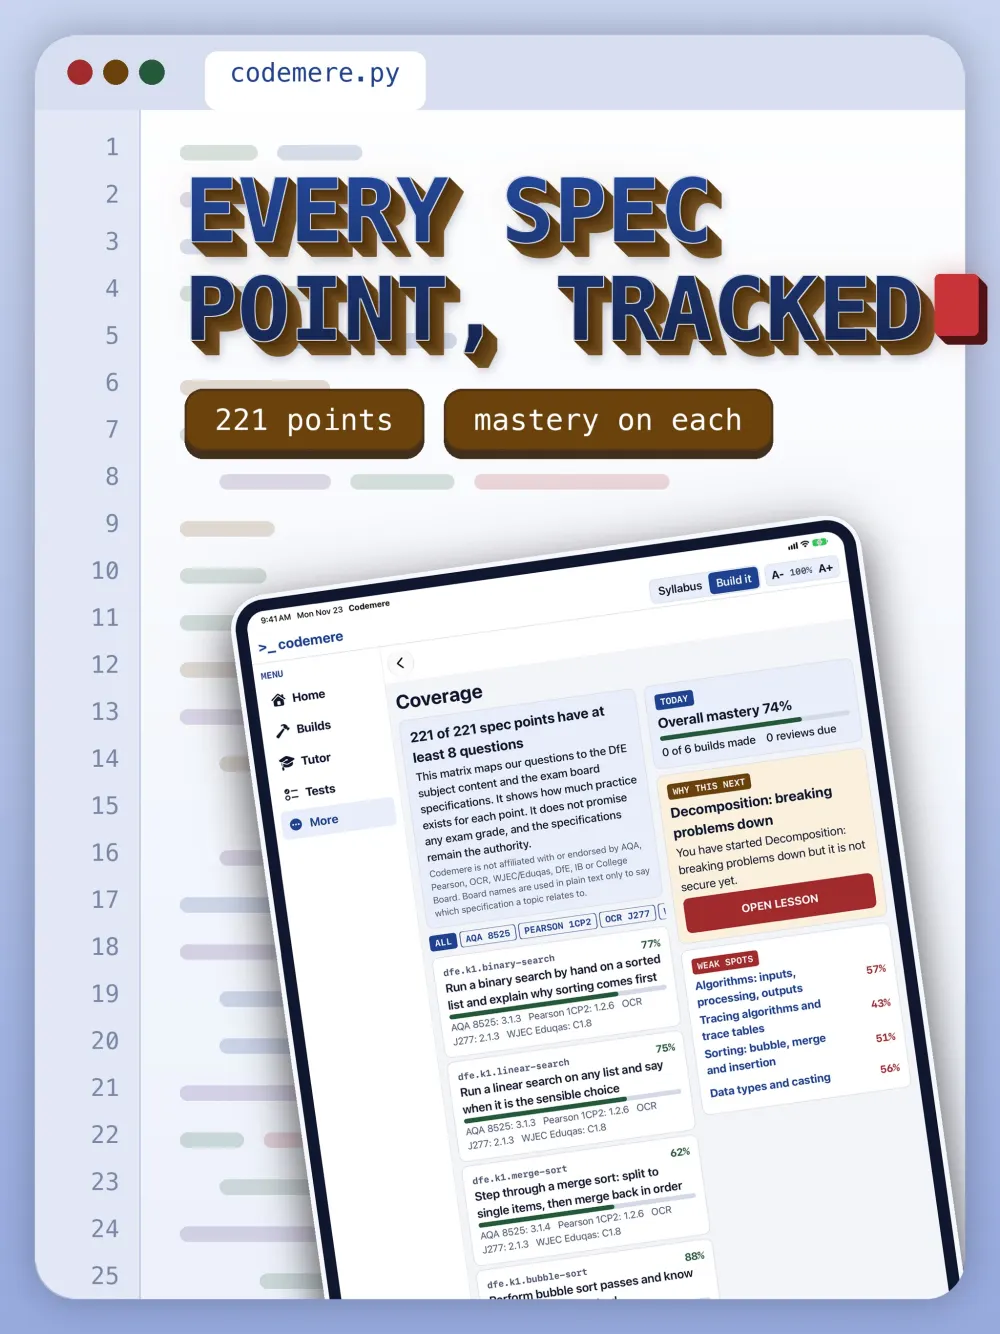 codemere.py
1
2
3
4
5
6
7
8
9
10
11
12
13
14
15
16
17
18
19
20
21
22
23
24
25
EVERY SPEC
POINT, TRACKED
221 points
mastery on each
9:41 AM Mon Nov 23 Codemere
>_ codemere
Syllabus
Build it
A- 100% A+
MENU
Home
Builds
Tutor
Tests
More
Coverage
221 of 221 spec points have at
least 8 questions
This matrix maps our questions to the DfE
subject content and the exam board
specifications. It shows how much practice
exists for each point. It does not promise
any exam grade, and the specifications
remain the authority.
Codemere is not affiliated with or endorsed by AQA,
Pearson, OCR, WJEC/Eduqas, DfE, IB or College
Board. Board names are used in plain text only to say
which specification a topic relates to.
ALL
AQA 8525
PEARSON 1CP2
OCR J277
dfe.k1.binary-search
77%
Run a binary search by hand on a sorted
list and explain why sorting comes first
AQA 8525: 3.1.3 Pearson 1CP2: 1.2.6 OCR
J277: 2.1.3 WJEC Eduqas: C1.8
dfe.k1.linear-search
75%
Run a linear search on any list and say
when it is the sensible choice
AQA 8525: 3.1.3 Pearson 1CP2: 1.2.6 OCR
J277: 2.1.3 WJEC Eduqas: C1.8
dfe.k1.merge-sort
62%
Step through a merge sort: split to
single items, then merge back in order
AQA 8525: 3.1.4 Pearson 1CP2: 1.2.6 OCR
J277: 2.1.3 WJEC Eduqas: C1.8
dfe.k1.bubble-sort
88%
Perform bubble sort passes and know
TODAY
Overall mastery 74%
0 of 6 builds made 0 reviews due
WHY THIS NEXT
Decomposition: breaking
problems down
You have started Decomposition:
breaking problems down but it is not
secure yet.
OPEN LESSON
WEAK SPOTS
Algorithms: inputs,
processing, outputs
57%
Tracing algorithms and
trace tables
43%
Sorting: bubble, merge
and insertion
51%
Data types and casting
56%